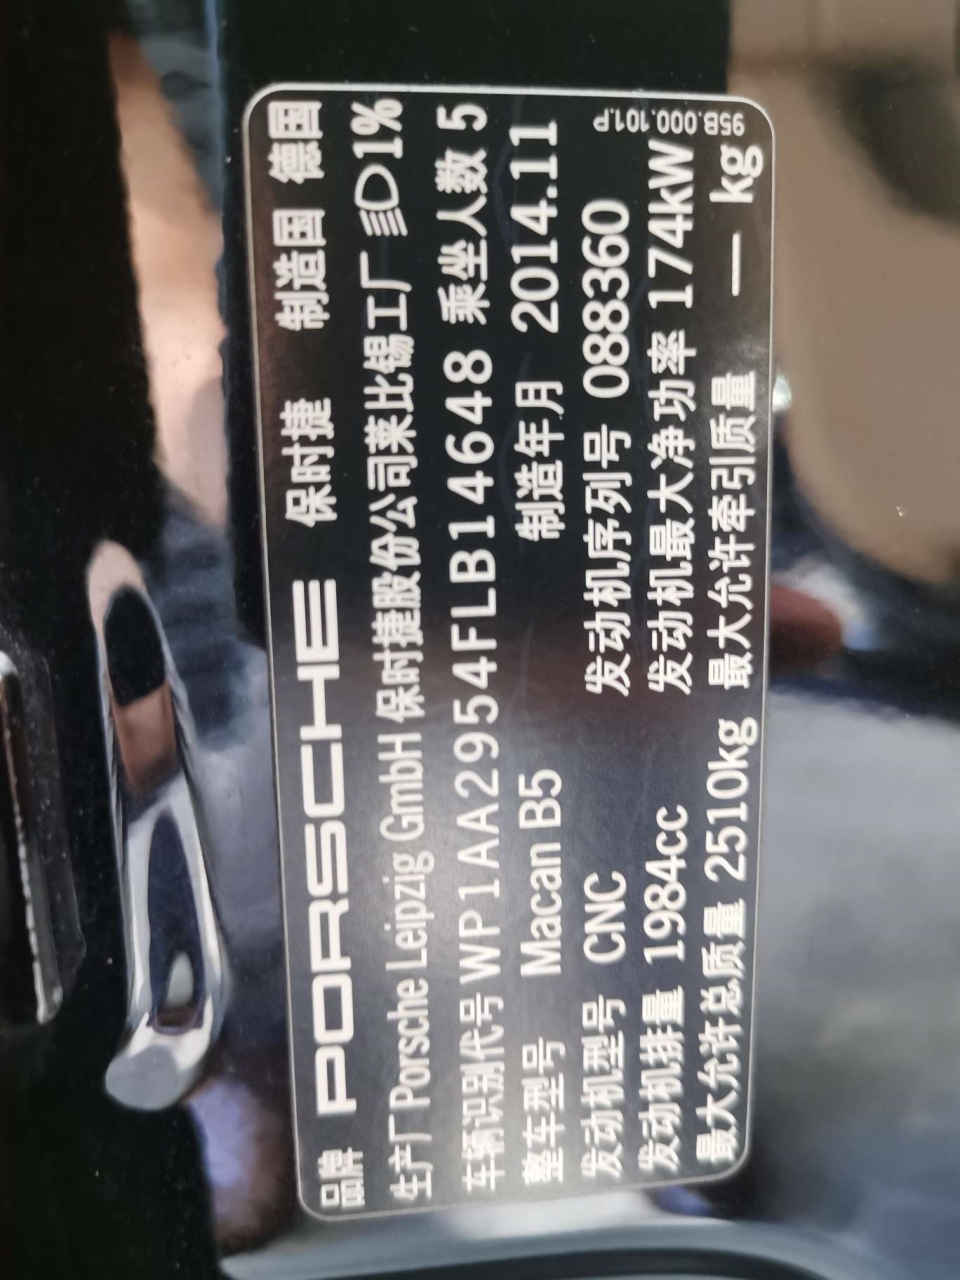 品牌 PORSCHE 保时捷 制造国 德国
生产厂 Porsche Leipzig GmbH 保时捷股份公司莱比锡工厂 1%
车辆识别代号 WP1AA2954FLB14648 乘坐人数 5
整车型号 Macan B5 制造年月 2014.11
发动机型号 CNC 发动机序列号 088360
发动机排量 1984cc 发动机最大净功率 174kW
最大允许总质量 2510kg 最大允许牵引质量 — kg
95B.000.101.P